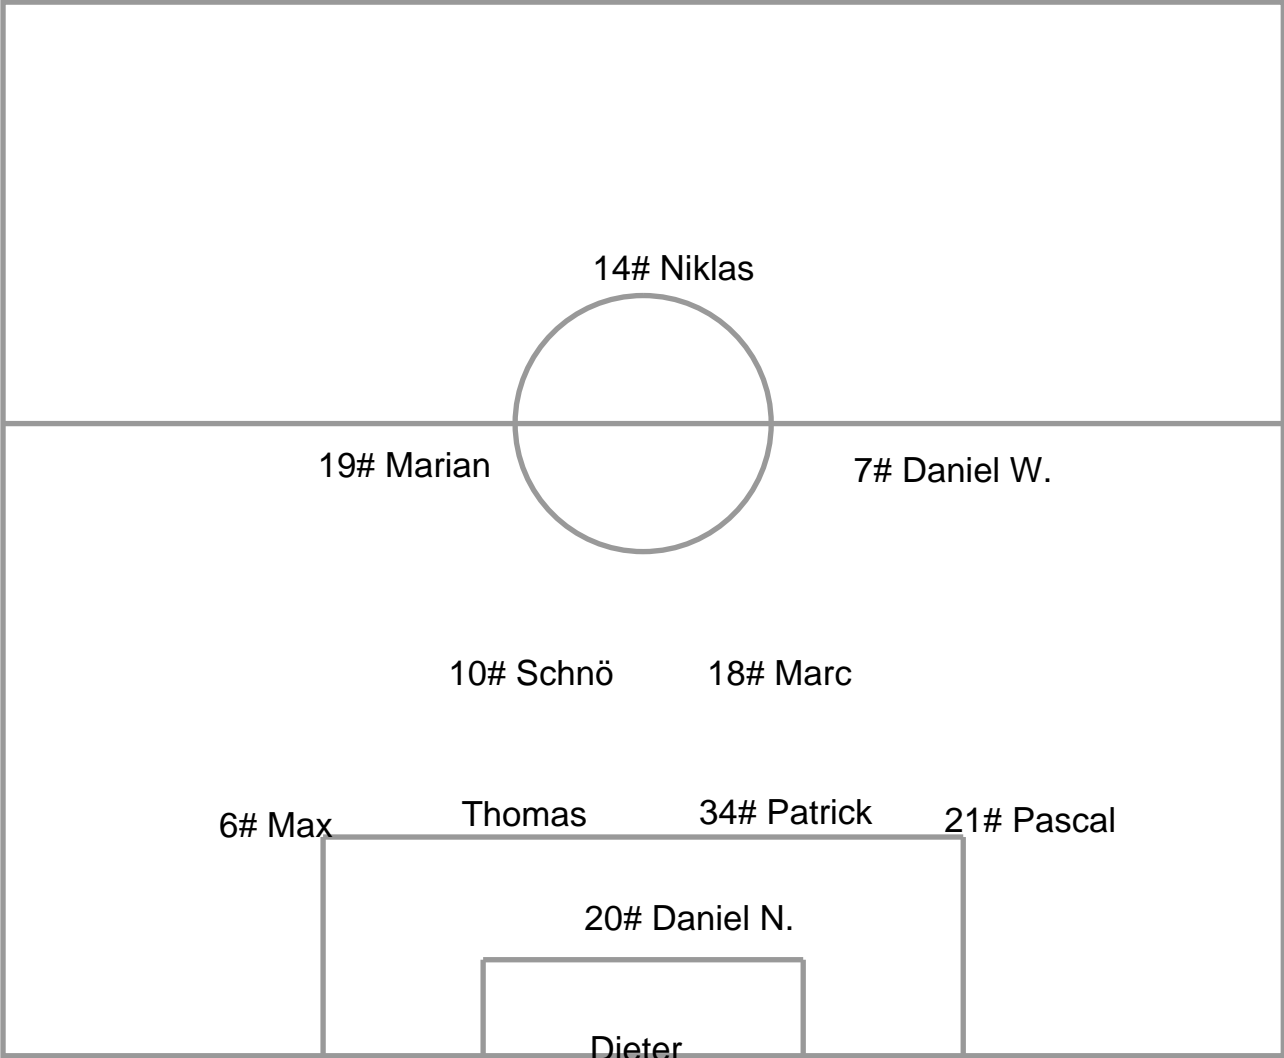 14# Niklas
19# Marian
7# Daniel W.
10# Schnö
18# Marc
6# Max
Thomas
34# Patrick
21# Pascal
20# Daniel N.
Dieter